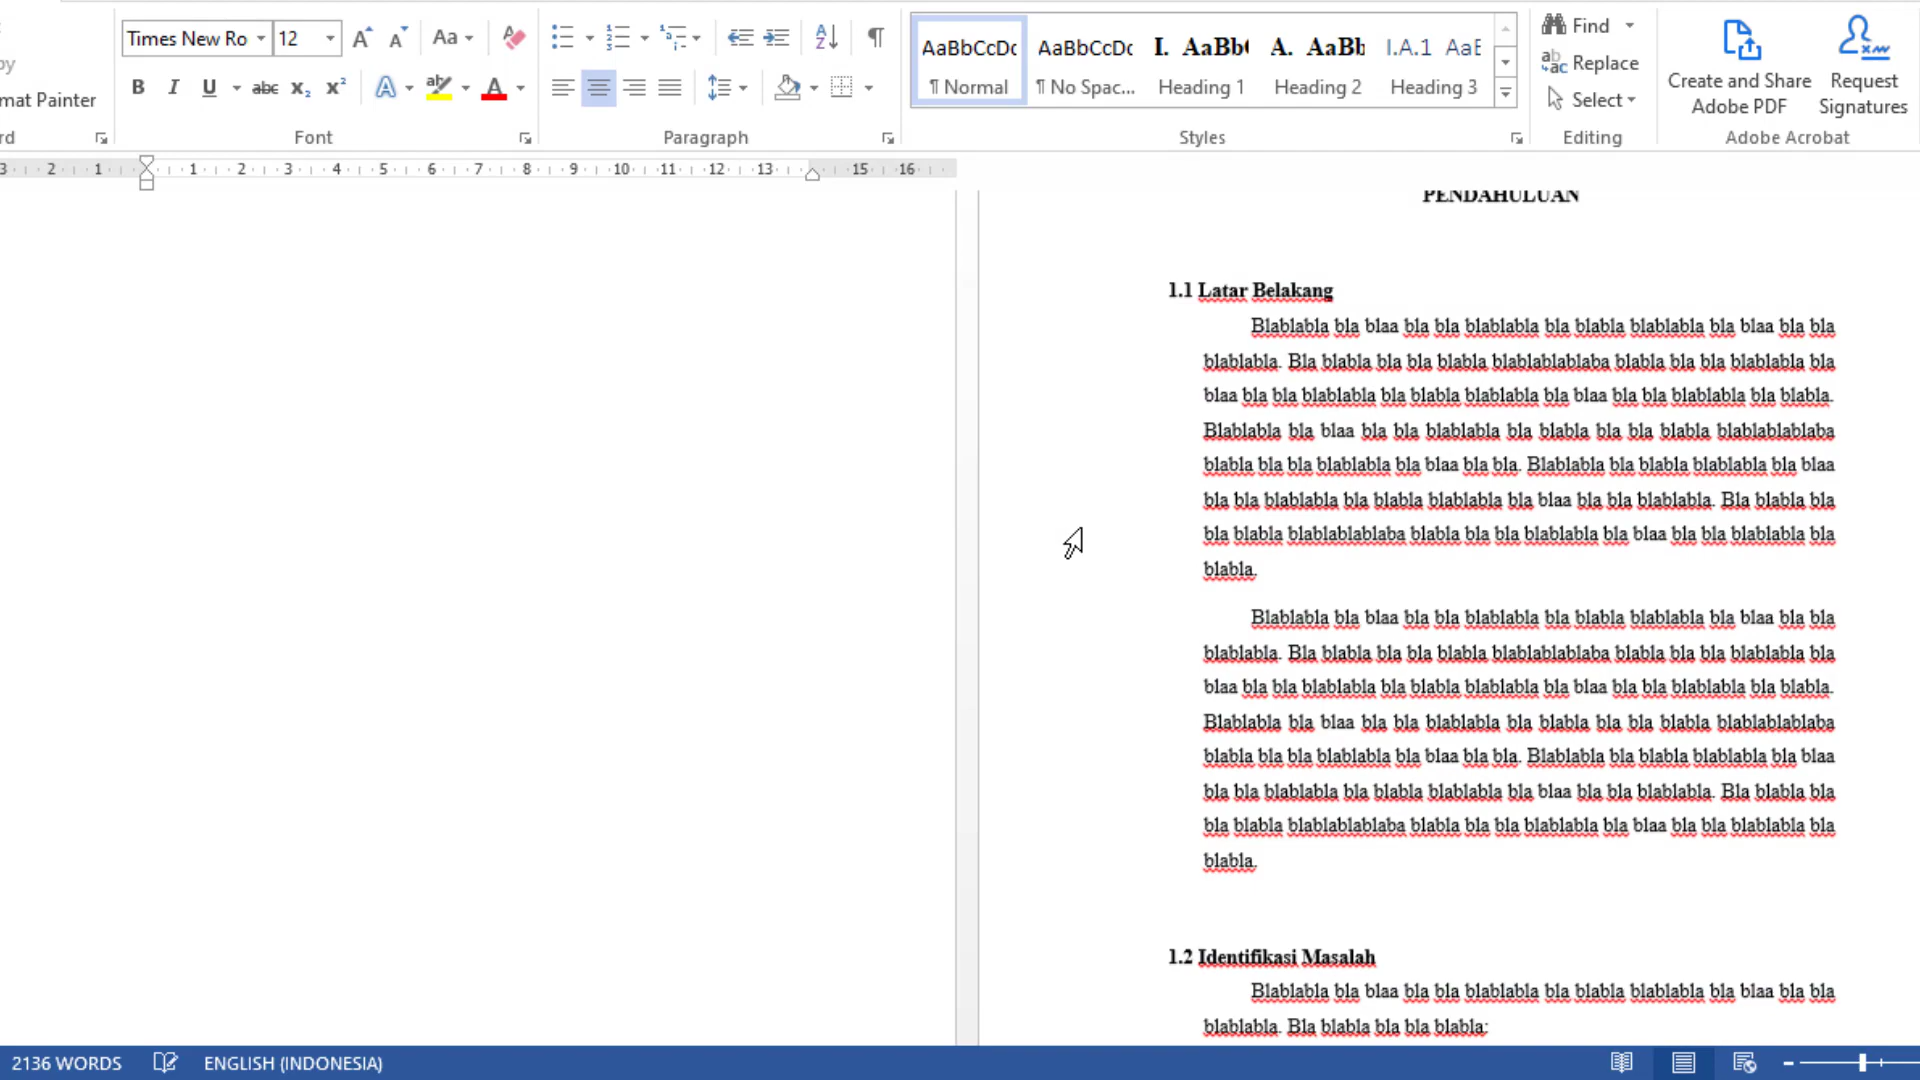 Times New Ro
12
Aa
py
mat Painter
B I U abc X₂ X²
A
A
rd
Font
Paragraph
AaBbCcDc
¶ Normal
AaBbCcDc
¶ No Spac...
I. AaBb
Heading 1
A. AaBb
Heading 2
I.A.1 AaE
Heading 3
Styles
Find
Replace
Select
Editing
Create and Share
Adobe PDF
Request
Signatures
Adobe Acrobat
3 2 1 1 2 3 4 5 6 7 8 9 10 11 12 13 15 16
PENDAHULUAN
1.1 Latar Belakang
Blablabla bla blaa bla bla blablabla bla blabla blablabla bla blaa bla bla
blablabla. Bla blabla bla bla blabla blablablablaba blabla bla bla blablabla bla
blaa bla bla blablabla bla blabla blablabla bla blaa bla bla blablabla bla blabla.
Blablabla bla blaa bla bla blablabla bla blabla bla bla blabla blablablablaba
blabla bla bla blablabla bla blaa bla bla. Blablabla bla blabla blablabla bla blaa
bla bla blablabla bla blabla blablabla bla blaa bla bla blablabla. Bla blabla bla
bla blabla blablablablaba blabla bla bla blablabla bla blaa bla bla blablabla bla
blabla.
Blablabla bla blaa bla bla blablabla bla blabla blablabla bla blaa bla bla
blablabla. Bla blabla bla bla blabla blablablablaba blabla bla bla blablabla bla
blaa bla bla blablabla bla blabla blablabla bla blaa bla bla blablabla bla blabla.
Blablabla bla blaa bla bla blablabla bla blabla bla bla blabla blablablablaba
blabla bla bla blablabla bla blaa bla bla. Blablabla bla blabla blablabla bla blaa
bla bla blablabla bla blabla blablabla bla blaa bla bla blablabla. Bla blabla bla
bla blabla blablablablaba blabla bla bla blablabla bla blaa bla bla blablabla bla
blabla.
1.2 Identifikasi Masalah
Blablabla bla blaa bla bla blablabla bla blabla blablabla bla blaa bla bla
blablabla. Bla blabla bla bla blabla:
2136 WORDS
ENGLISH (INDONESIA)